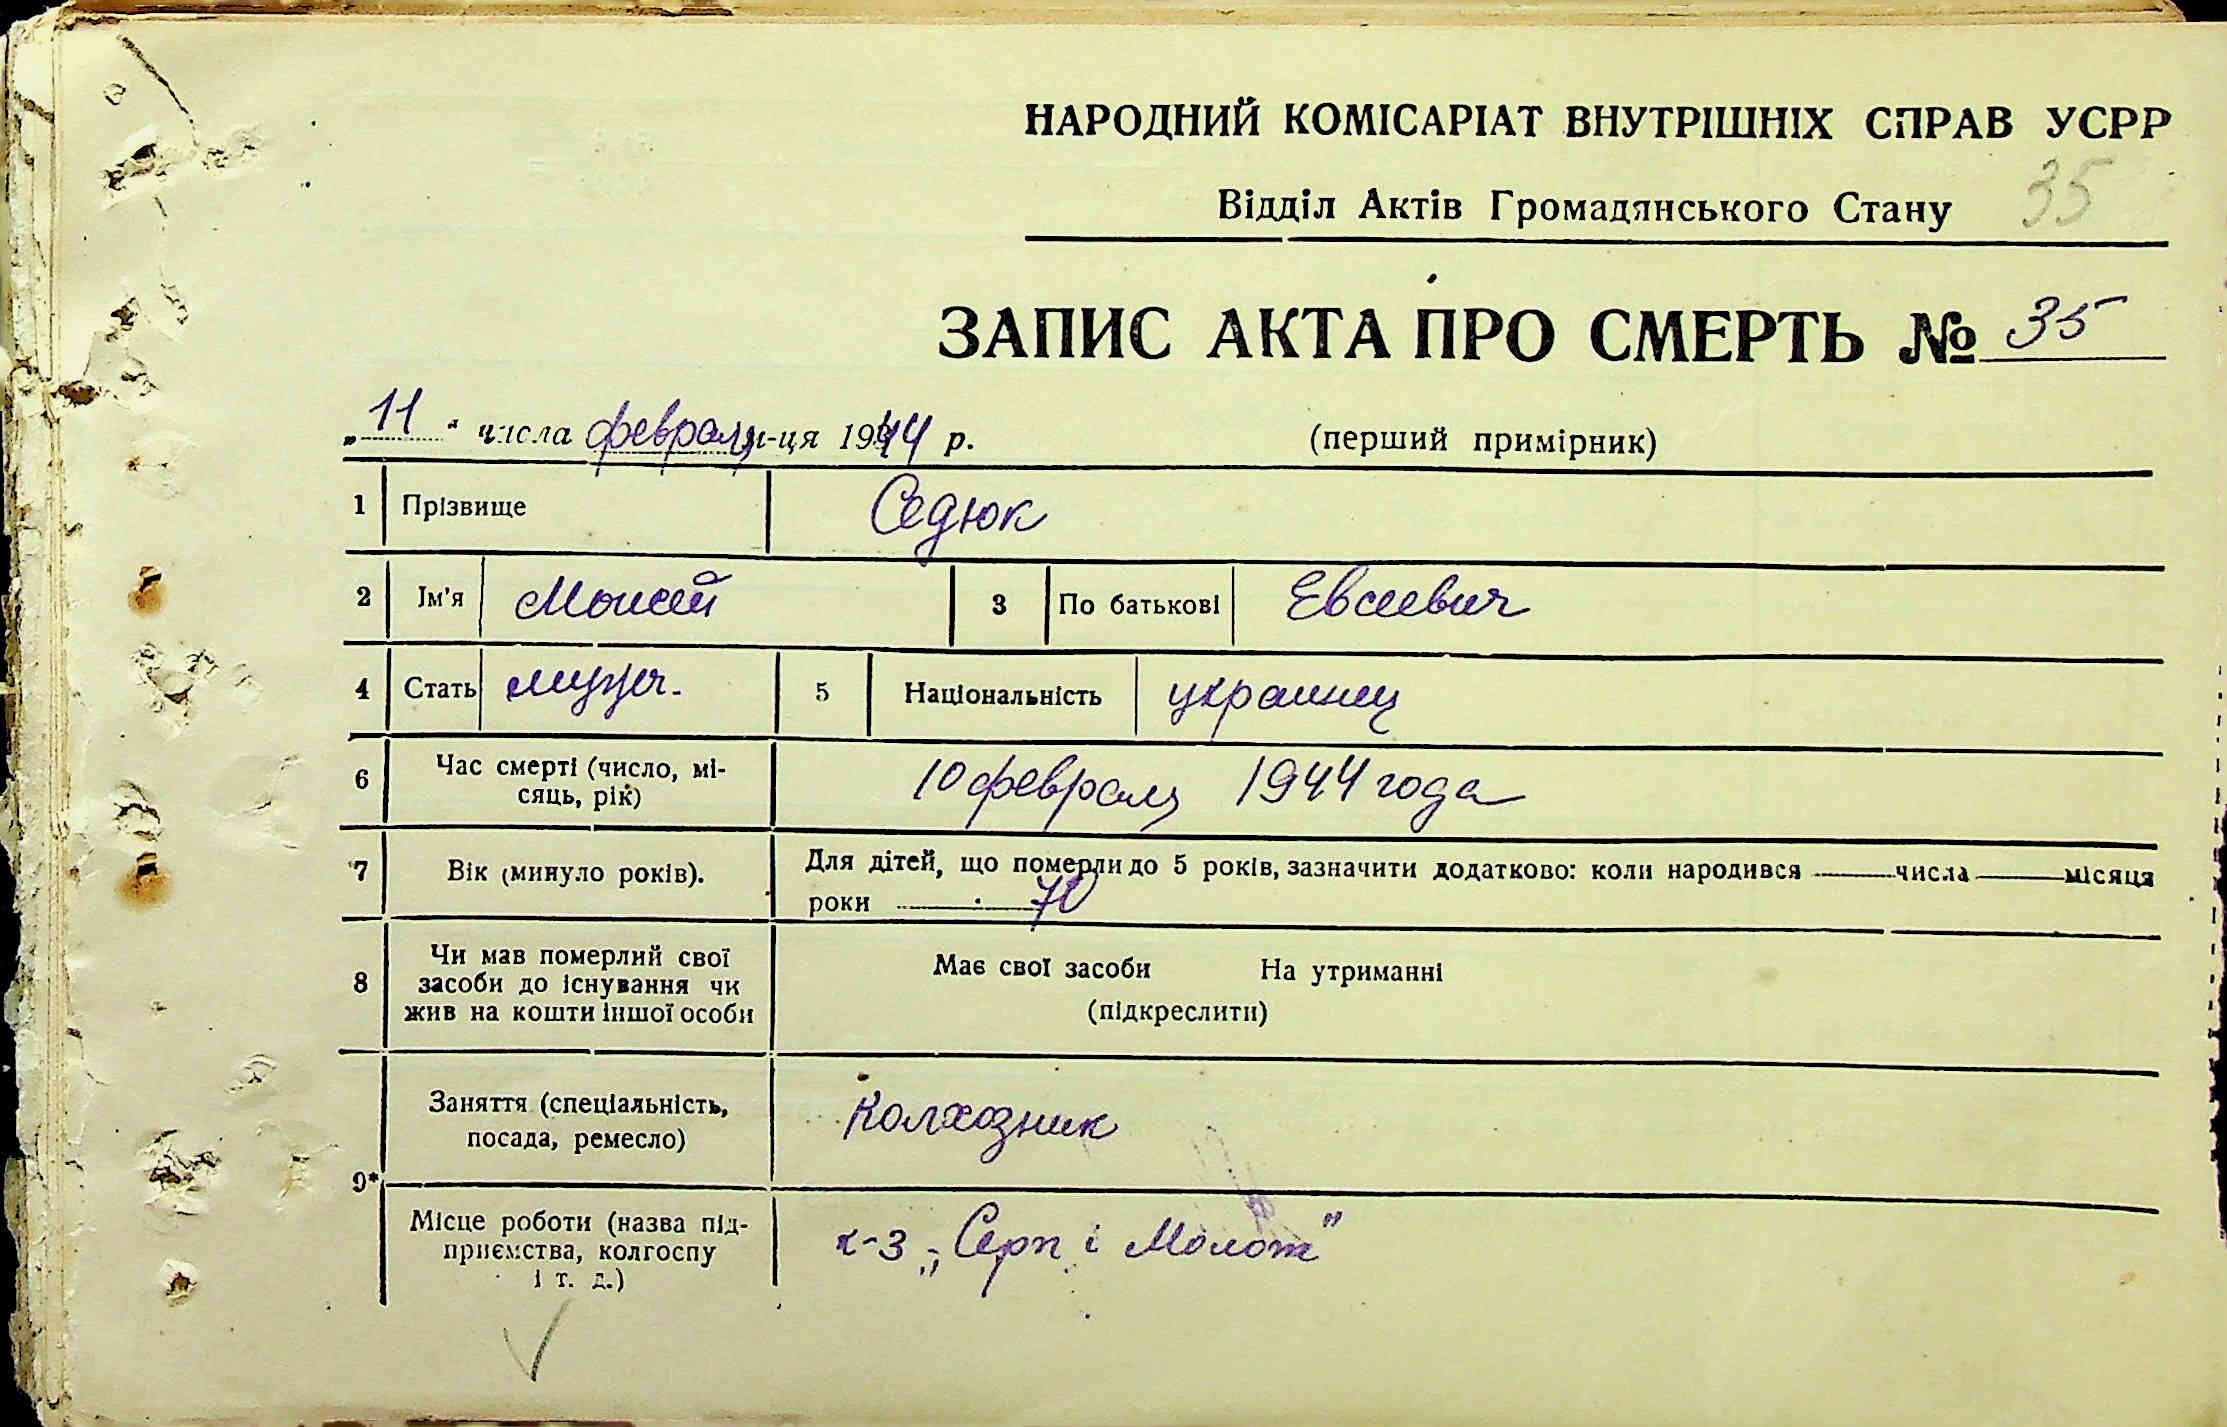 НАРОДНИЙ КОМІСАРІАТ ВНУТРІШНІХ СПРАВ УСРР
Відділ Актів Громадянського Стану 35
ЗАПИС АКТА ПРО СМЕРТЬ № 35
„11“ числа февраля м-ця 1944 р. (перший примірник)
1 Прізвище Седюк
2 Ім'я Моисей 3 По батькові Евсеевич
4 Стать мужч. 5 Національність украинец
6 Час смерті (число, мі-
сяць, рік) 10 февраля 1944 года
7 Вік (минуло років). Для дітей, що померли до 5 років, зазначити додатково: коли народився ——— числа ——— місяця
роки 70
8 Чи мав померлий свої
засоби до існування чи
жив на кошти іншої особи
Має свої засоби На утриманні
(підкреслити)
9* Заняття (спеціальність,
посада, ремесло) Колхозник
Місце роботи (назва під-
приємства, колгоспу
і т. д.) к-з „Серп і Молот"